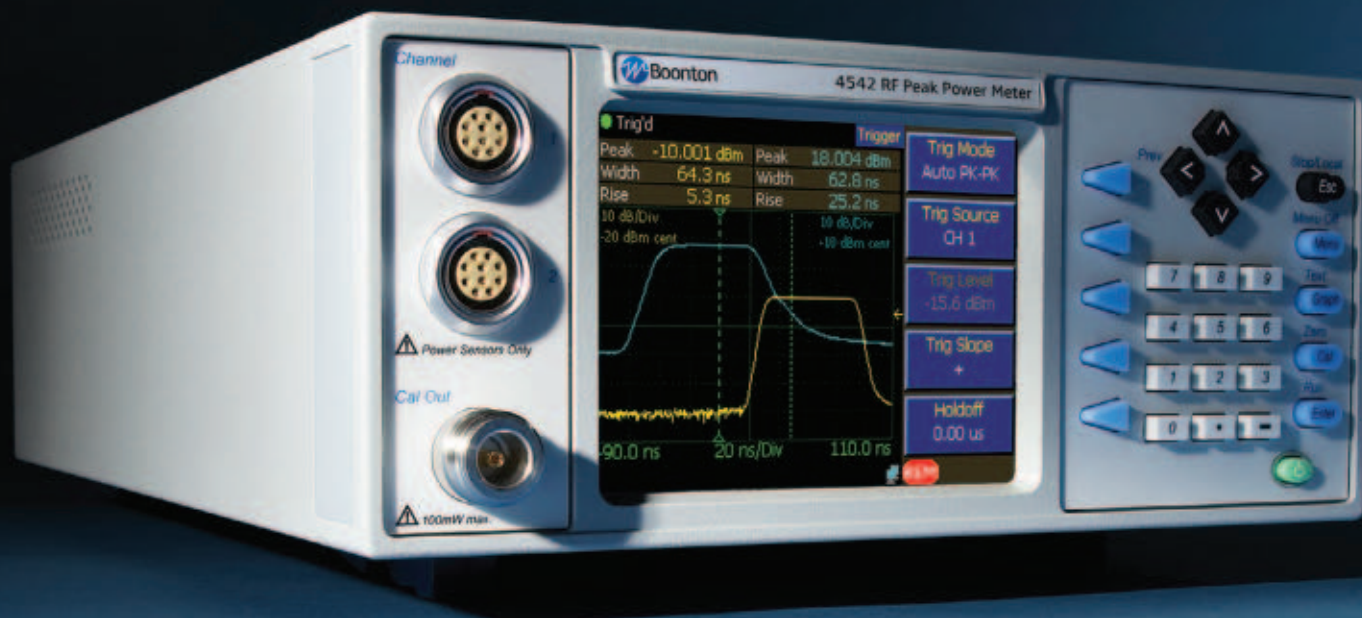 Channel
1
2
Power Sensors Only
Cal Out
100mW max.
Boonton
4542 RF Peak Power Meter
Trig'd
Trigger
Peak -10.001 dBm Peak 18.004 dBm
Width 64.3 ns Width 62.8 ns
Rise 5.3 ns Rise 25.2 ns
10 dB/Div 10 dB/Div
-20 dBm cent -10 dBm cent
-90.0 ns 20 ns/Div 110.0 ns
Trig Mode
Auto PK-PK
Trig Source
CH 1
Trig Level
-15.6 dBm
Trig Slope
+
Holdoff
0.00 us
Prev
Stop/Local
Esc
Menu Off
Menu
Text
Graph
Zero
Cal
Run
Enter
7 8 9
4 5 6
1 2 3
0 . -